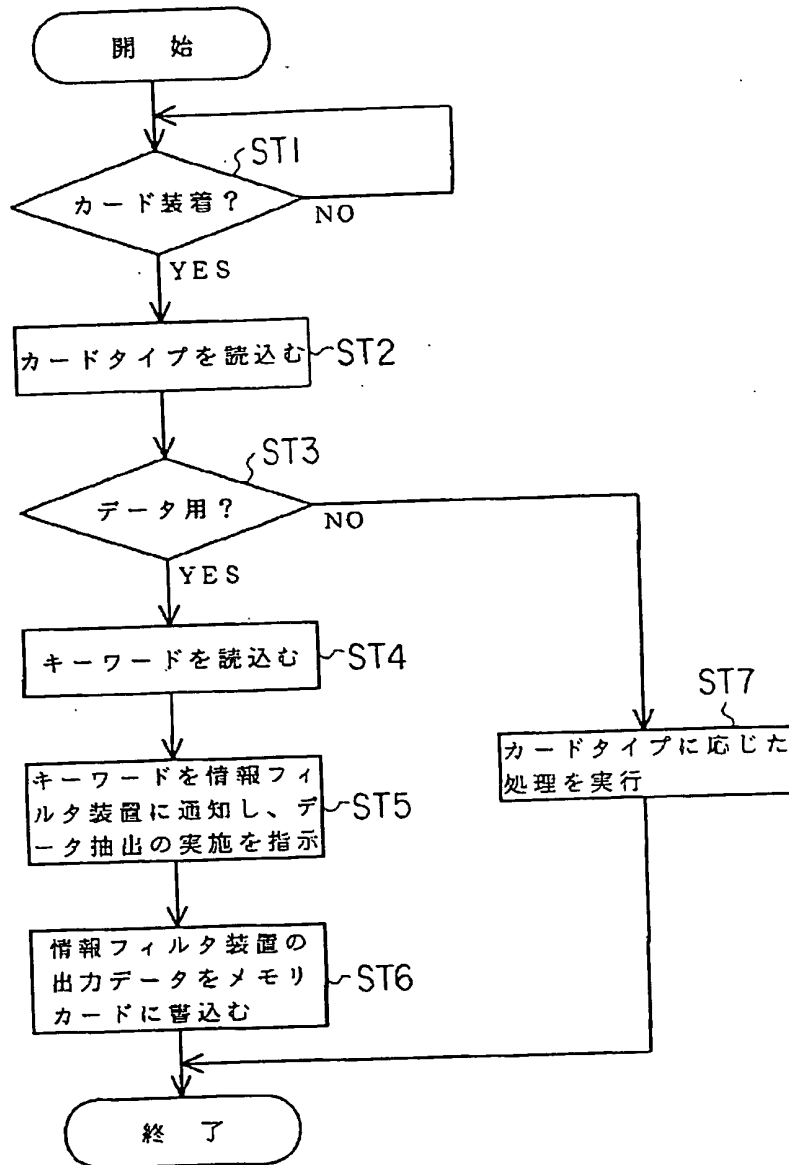 開始
ST1
カード装着?
NO
YES
カードタイプを読込む
ST2
ST3
データ用?
NO
YES
キーワードを読込む
ST4
ST7
カードタイプに応じた
処理を実行
キーワードを情報フィ
ルタ装置に通知し、デ
ータ抽出の実施を指示
ST5
情報フィルタ装置の
出力データをメモリ
カードに書込む
ST6
終了